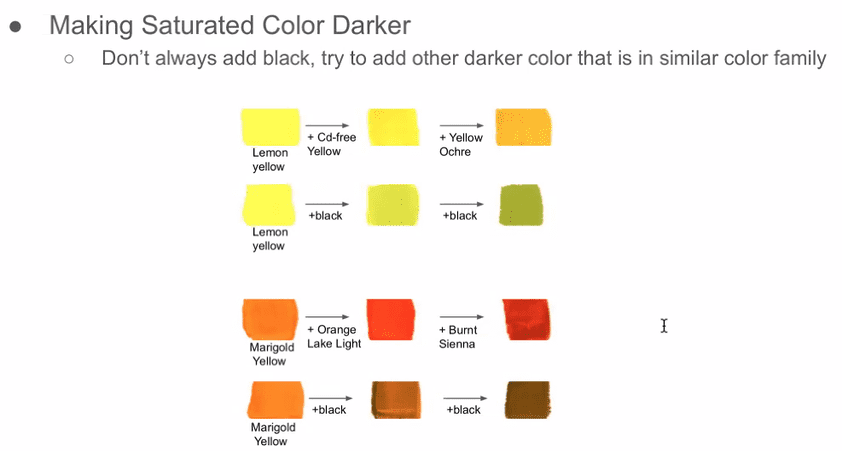 Making Saturated Color Darker
Don't always add black, try to add other darker color that is in similar color family
+ Cd-free
Yellow
+ Yellow
Ochre
Lemon
yellow
+black
+black
Lemon
yellow
+ Orange
Lake Light
+ Burnt
Sienna
Marigold
Yellow
+black
+black
Marigold
Yellow